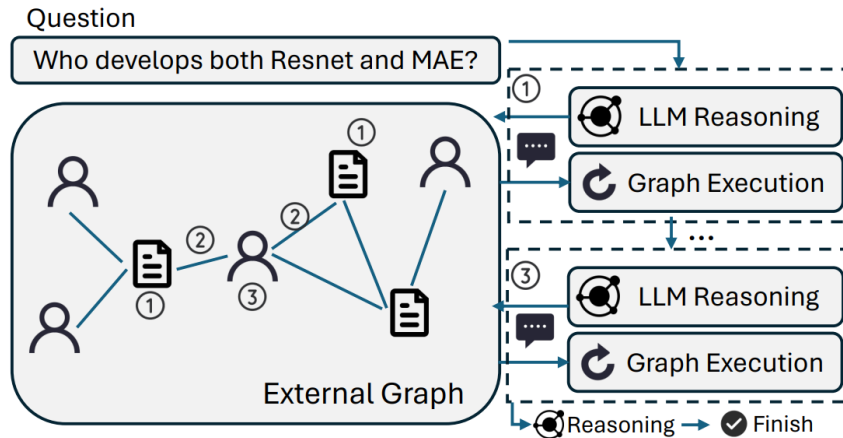 Question
Who develops both Resnet and MAE?
①
LLM Reasoning
Graph Execution
...
③
LLM Reasoning
Graph Execution
Reasoning
Finish
①
②
②
①
③
External Graph